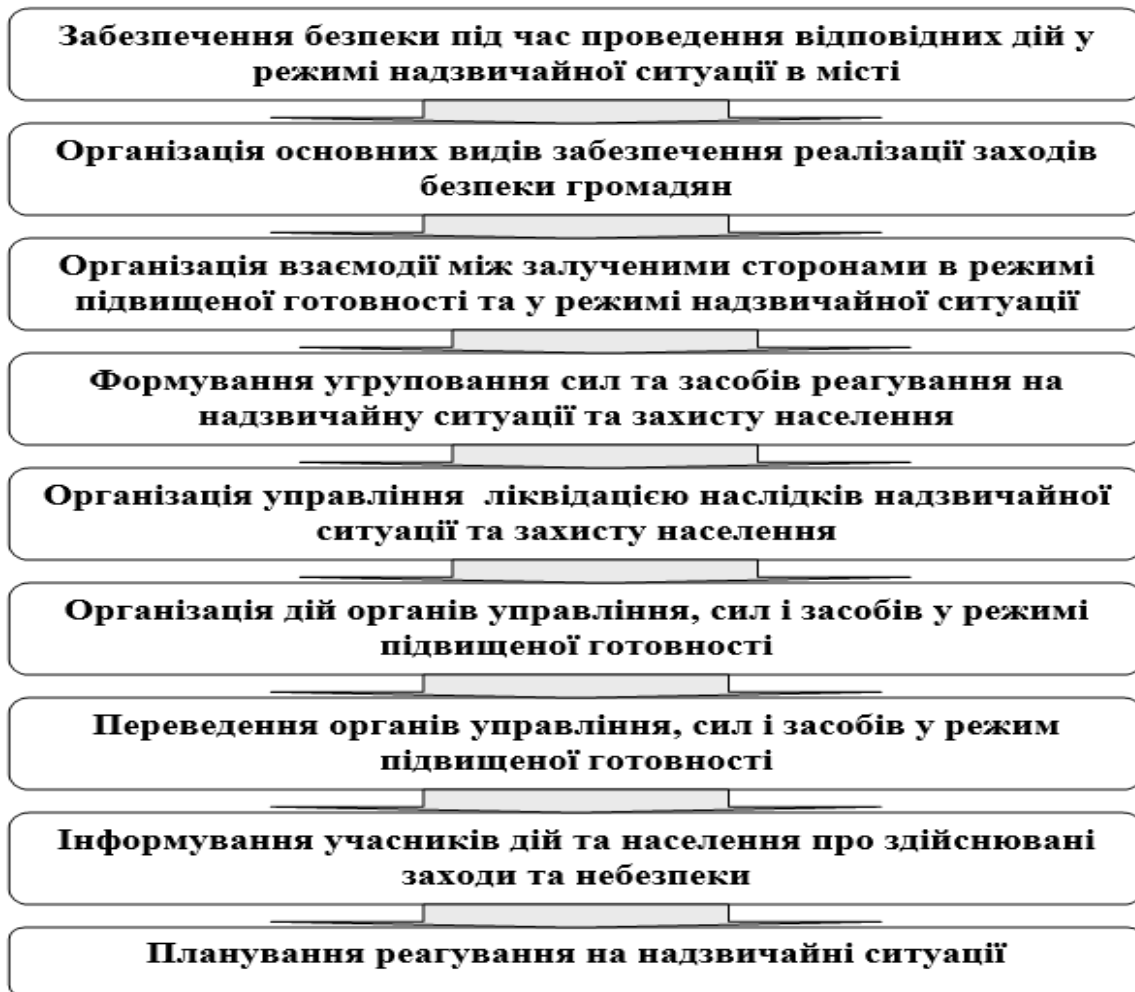 Забезпечення безпеки під час проведення відповідних дій у
режимі надзвичайної ситуації в місті
Організація основних видів забезпечення реалізації заходів
безпеки громадян
Організація взаємодії між залученими сторонами в режимі
підвищеної готовності та у режимі надзвичайної ситуації
Формування угруповання сил та засобів реагування на
надзвичайну ситуації та захисту населення
Організація управління ліквідацією наслідків надзвичайної
ситуації та захисту населення
Організація дій органів управління, сил і засобів у режимі
підвищеної готовності
Переведення органів управління, сил і засобів у режим
підвищеної готовності
Інформування учасників дій та населення про здійснювані
заходи та небезпеки
Планування реагування на надзвичайні ситуації